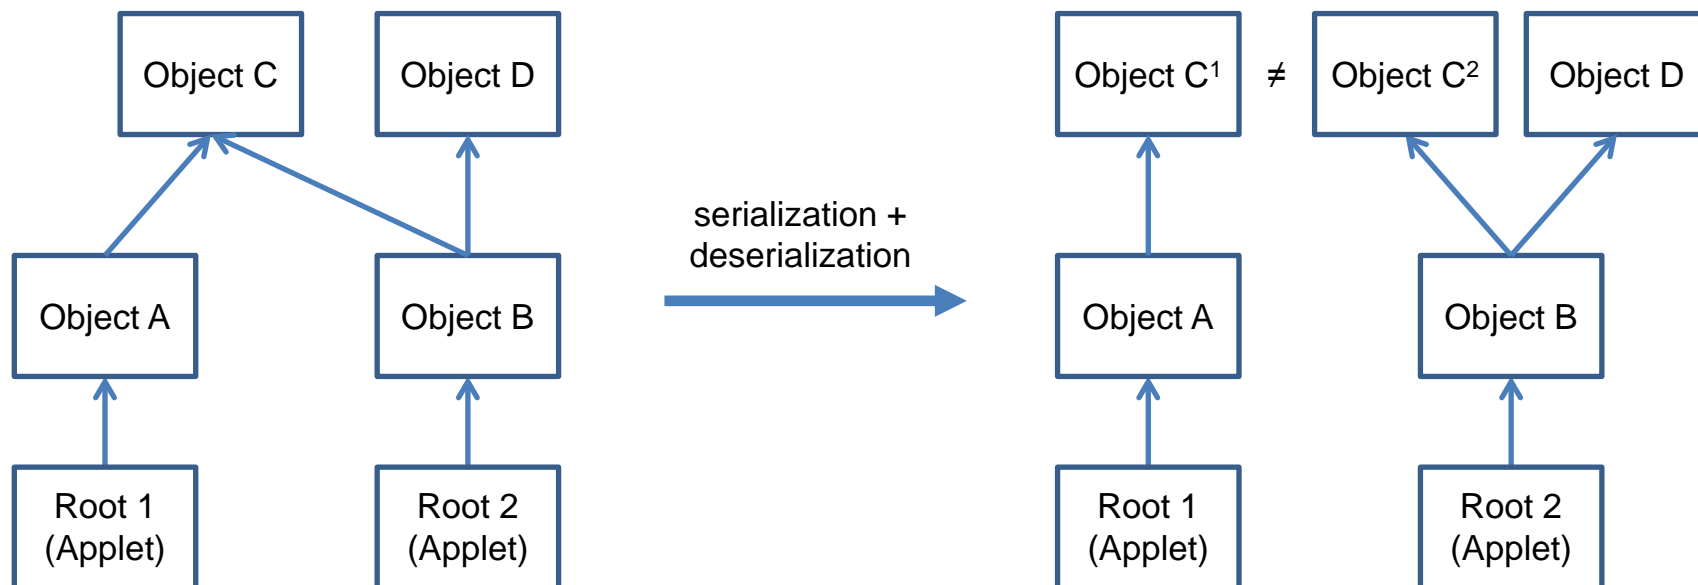 Object C
Object D
Object C¹
≠
Object C²
Object D
serialization +
deserialization
Object A
Object B
Object A
Object B
Root 1
(Applet)
Root 2
(Applet)
Root 1
(Applet)
Root 2
(Applet)